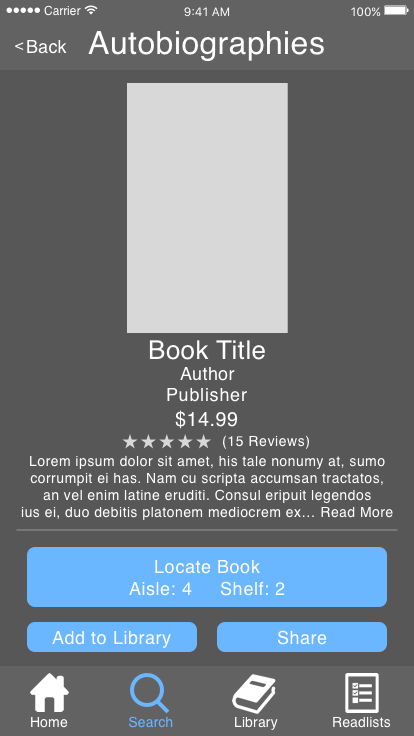 Carrier 9:41 AM 100%
<Back Autobiographies
Book Title
Author
Publisher
$14.99
(15 Reviews)
Lorem ipsum dolor sit amet, his tale nonumy at, sumo
corrumpit ei has. Nam cu scripta accumsan tractatos,
an vel enim latine eruditi. Consul eripuit legendos
ius ei, duo debitis platonem mediocrem ex... Read More
Locate Book
Aisle: 4 Shelf: 2
Add to Library Share
Home Search Library Readlists